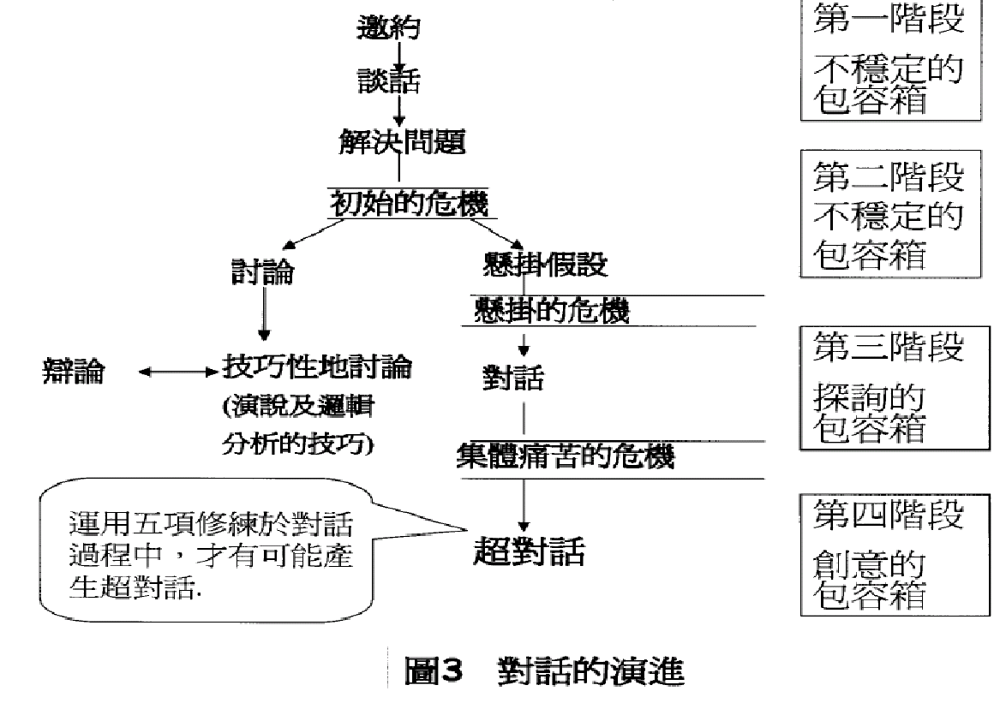 邀約
談話
解決問題
初始的危機
討論
懸掛假設
懸掛的危機
辯論
技巧性地討論
(演說及邏輯
分析的技巧)
對話
集體痛苦的危機
運用五項修練於對話
過程中，才有可能產
生超對話.
超對話
第一階段
不穩定的
包容箱
第二階段
不穩定的
包容箱
第三階段
探詢的
包容箱
第四階段
創意的
包容箱
圖3 對話的演進